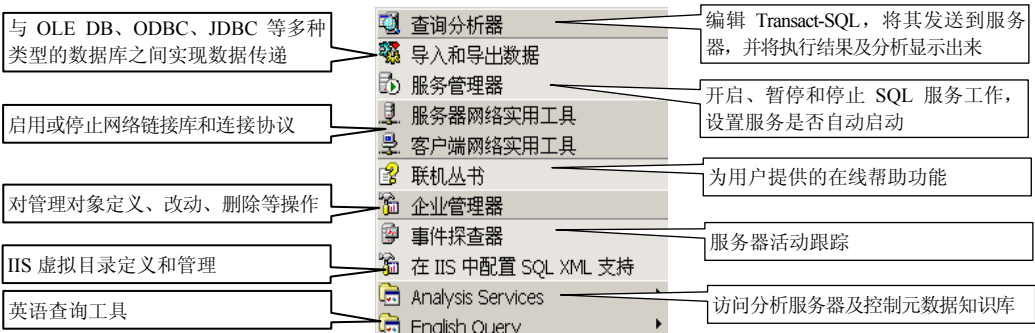 与 OLE DB、ODBC、JDBC 等多种
类型的数据库之间实现数据传递
启用或停止网络链接库和连接协议
对管理对象定义、改动、删除等操作
IIS 虚拟目录定义和管理
英语查询工具
查询分析器
导入和导出数据
服务管理器
服务器网络实用工具
客户端网络实用工具
联机丛书
企业管理器
事件探查器
在 IIS 中配置 SQL XML 支持
Analysis Services
English Query
编辑 Transact-SQL，将其发送到服务
器，并将执行结果及分析显示出来
开启、暂停和停止 SQL 服务工作，
设置服务是否自动启动
为用户提供的在线帮助功能
服务器活动跟踪
访问分析服务器及控制元数据知识库